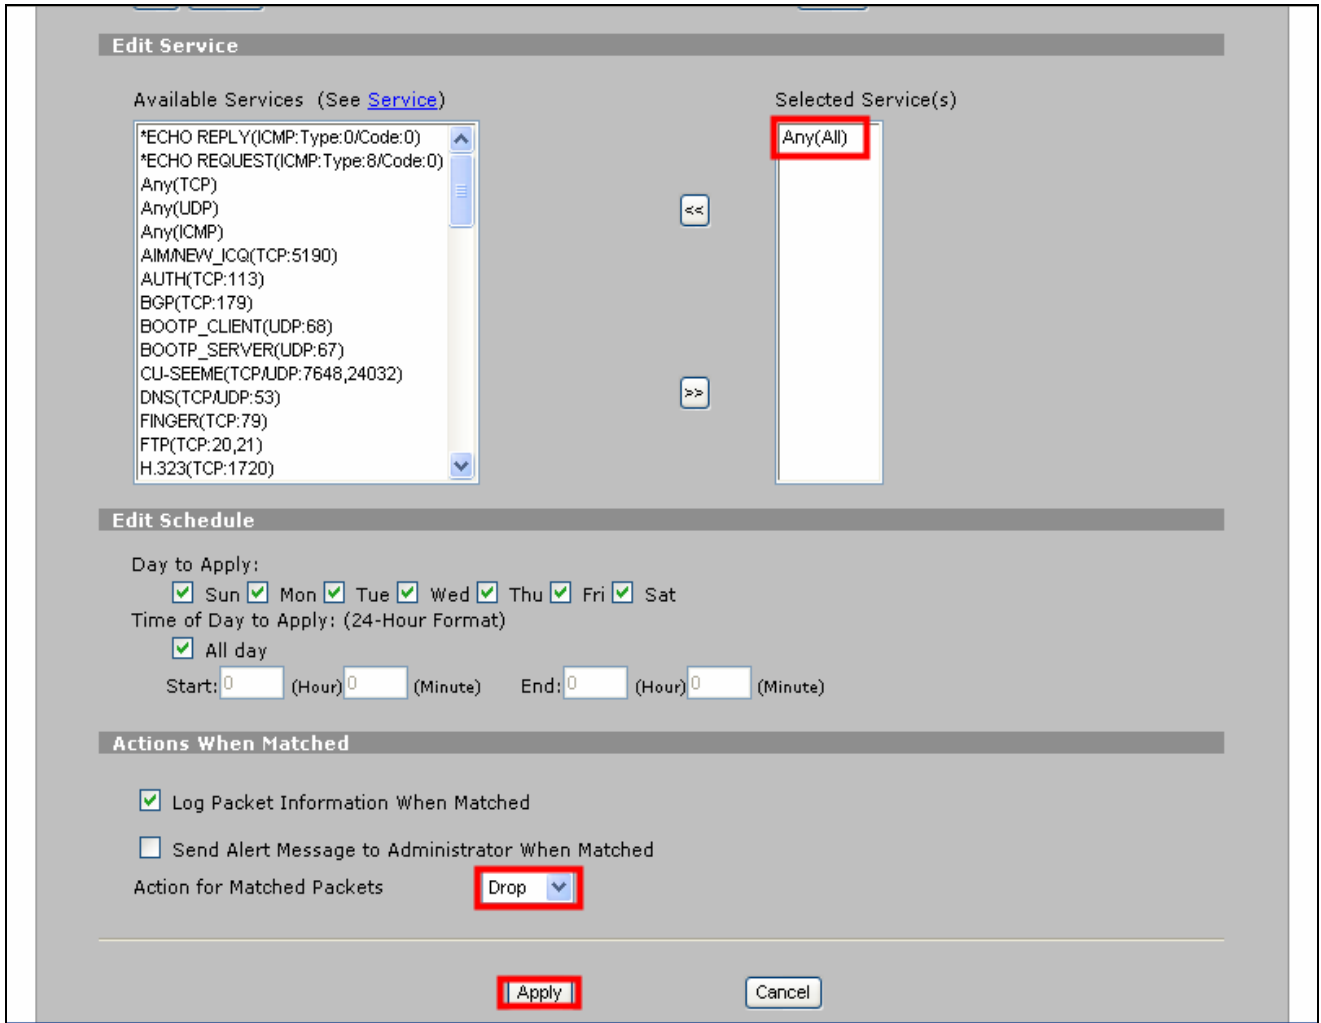 Edit Service
Available Services (See Service)
Selected Service(s)
*ECHO REPLY(ICMP:Type:0/Code:0)
*ECHO REQUEST(ICMP:Type:8/Code:0)
Any(TCP)
Any(UDP)
Any(ICMP)
AIM/NEW_ICQ(TCP:5190)
AUTH(TCP:113)
BGP(TCP:179)
BOOTP_CLIENT(UDP:68)
BOOTP_SERVER(UDP:67)
CU-SEEME(TCP/UDP:7648,24032)
DNS(TCP/UDP:53)
FINGER(TCP:79)
FTP(TCP:20,21)
H.323(TCP:1720)
<<
>>
Any(All)
Edit Schedule
Day to Apply:
Sun Mon Tue Wed Thu Fri Sat
Time of Day to Apply: (24-Hour Format)
All day
Start: 0 (Hour) 0 (Minute) End: 0 (Hour) 0 (Minute)
Actions When Matched
Log Packet Information When Matched
Send Alert Message to Administrator When Matched
Action for Matched Packets Drop
Apply Cancel